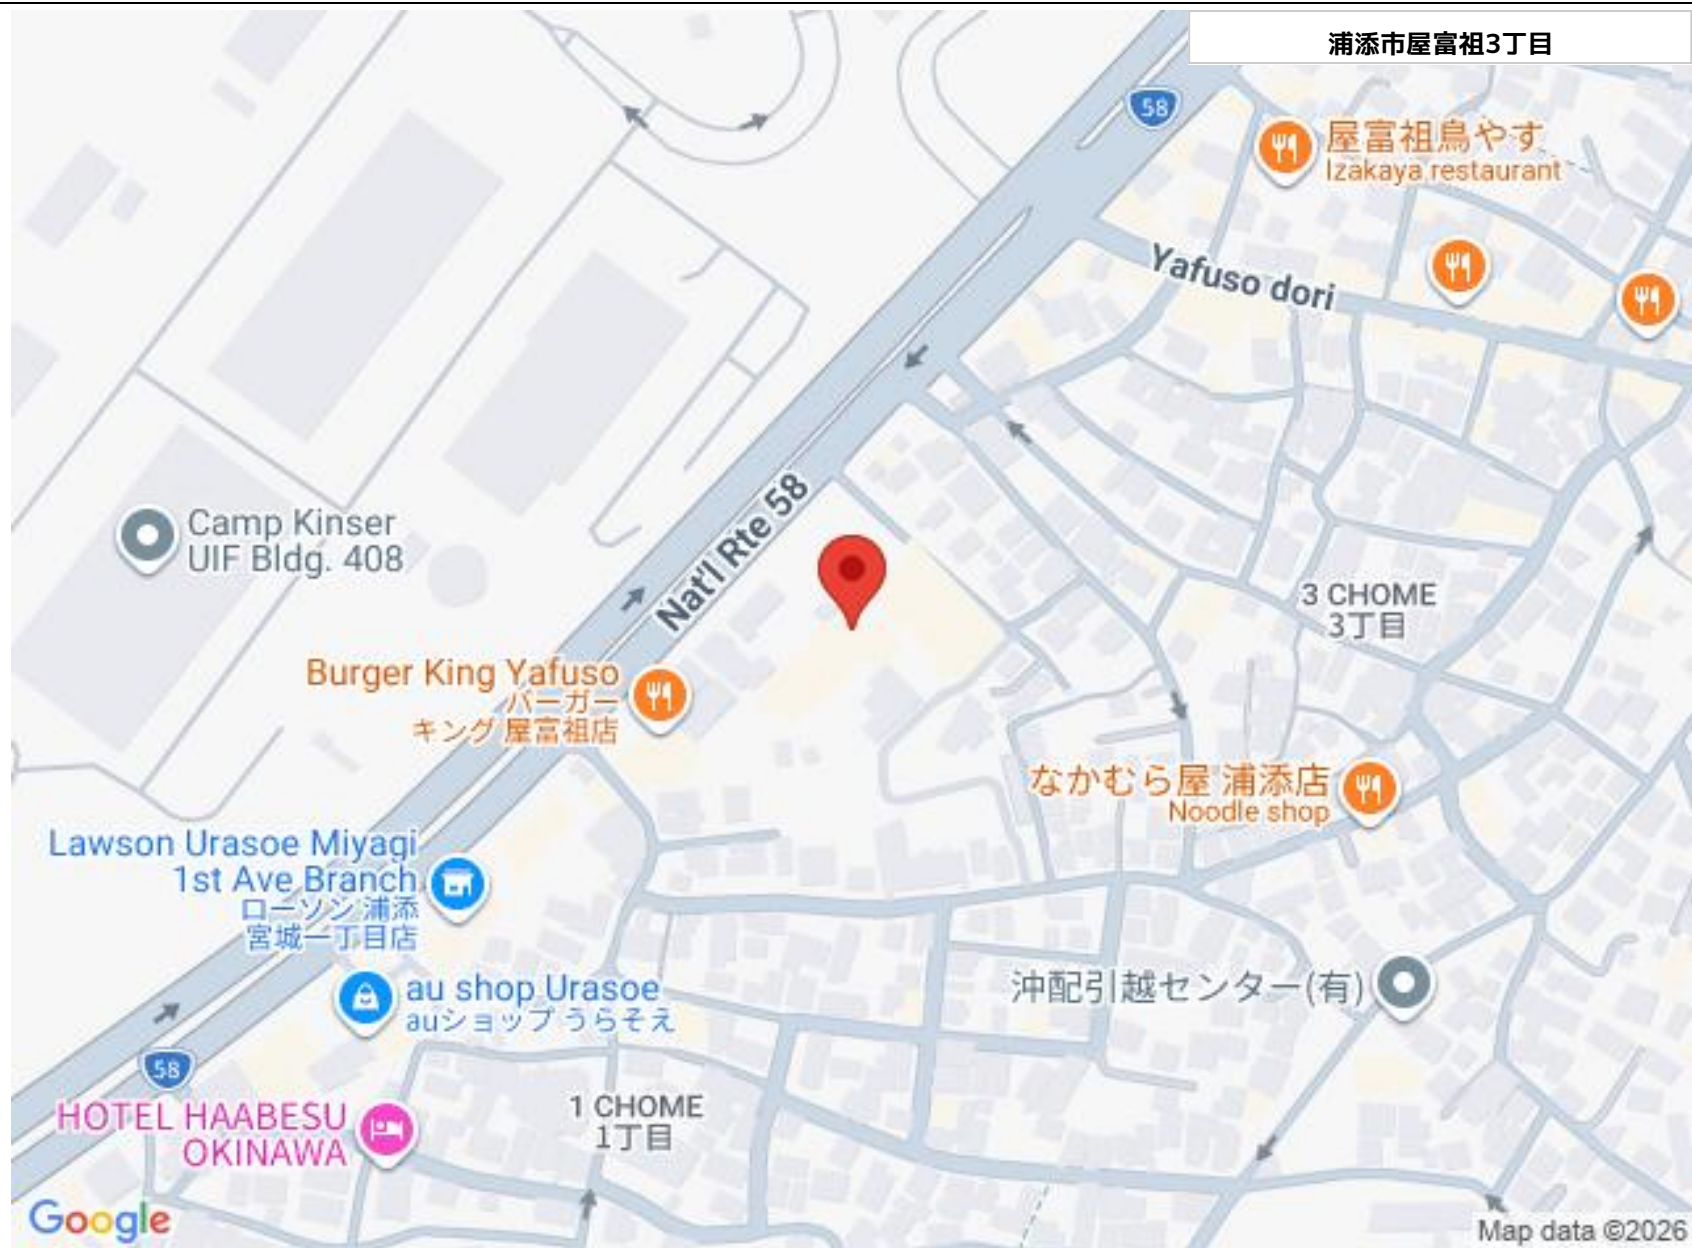 浦添市屋富祖3丁目
58
屋富祖鳥やす
Izakaya restaurant
Yafuso dori
Nat'l Rte 58
Camp Kinser
UIF Bldg. 408
3 CHOME
3丁目
Burger King Yafuso
バーガー
キング 屋富祖店
なかむら屋 浦添店
Noodle shop
Lawson Urasoe Miyagi
1st Ave Branch
ローソン 浦添
宮城一丁目店
au shop Urasoe
auショップ うらそえ
沖配引越センター(有)
58
HOTEL HAABESU
OKINAWA
1 CHOME
1丁目
Google
Map data ©2026